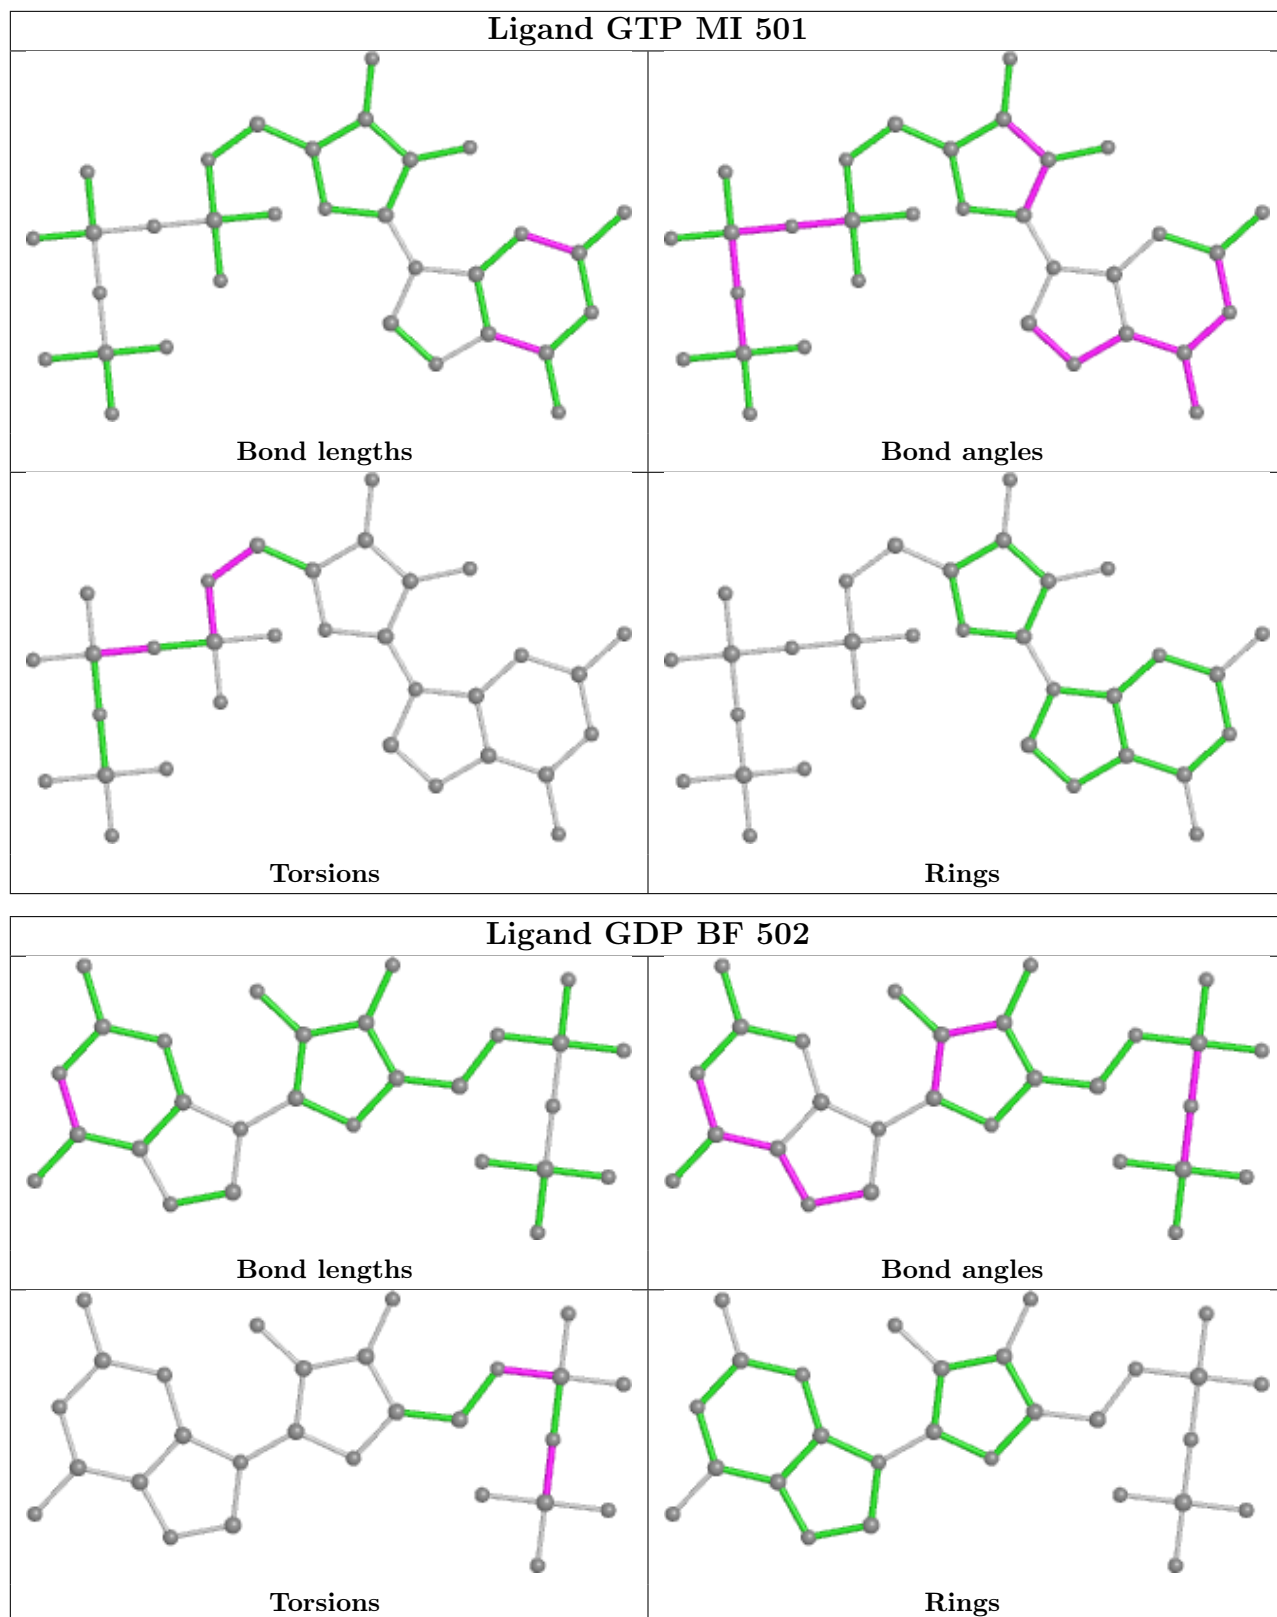 Ligand GTP MI 501
Bond lengths
Bond angles
Torsions
Rings
Ligand GDP BF 502
Bond lengths
Bond angles
Torsions
Rings